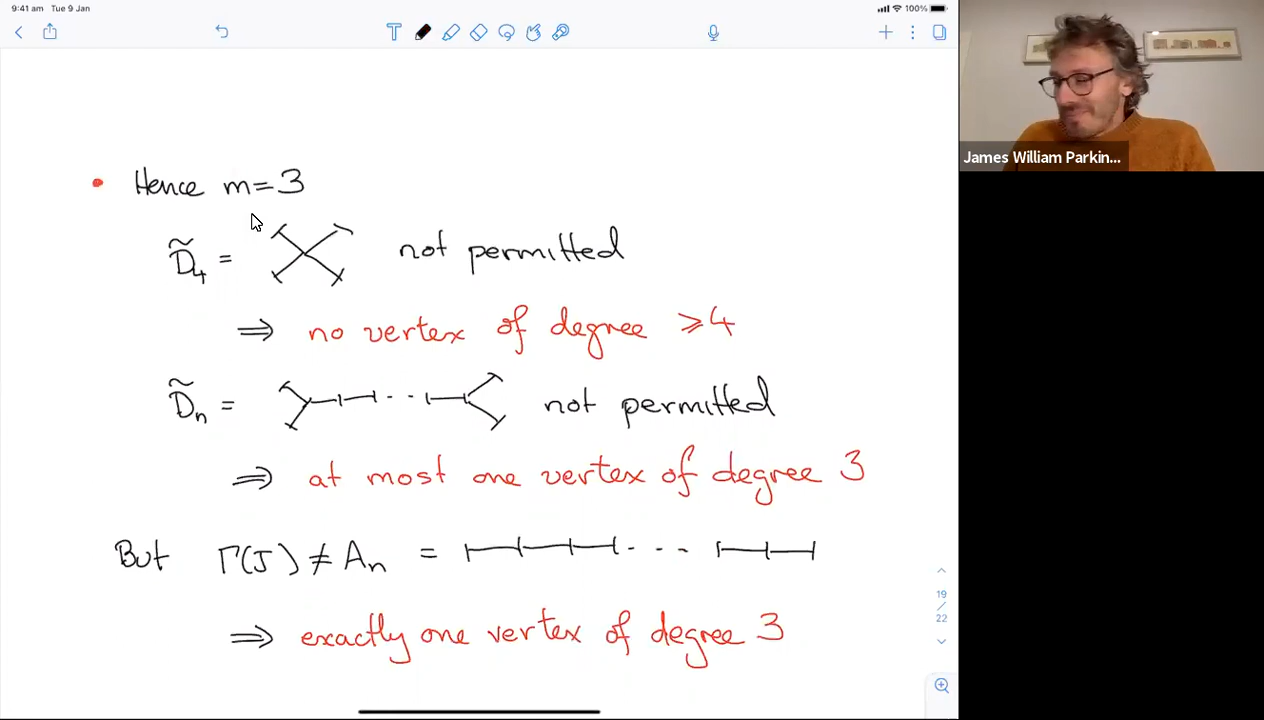 9:41 am Tue 9 Jan
100%
T
Hence m=3
D̃₄ = not permitted
⇒ no vertex of degree ⩾4
D̃ₙ = not permitted
⇒ at most one vertex of degree 3
But Γ(J) ≠ Aₙ =
⇒ exactly one vertex of degree 3
19
/
22
James William Parkin...